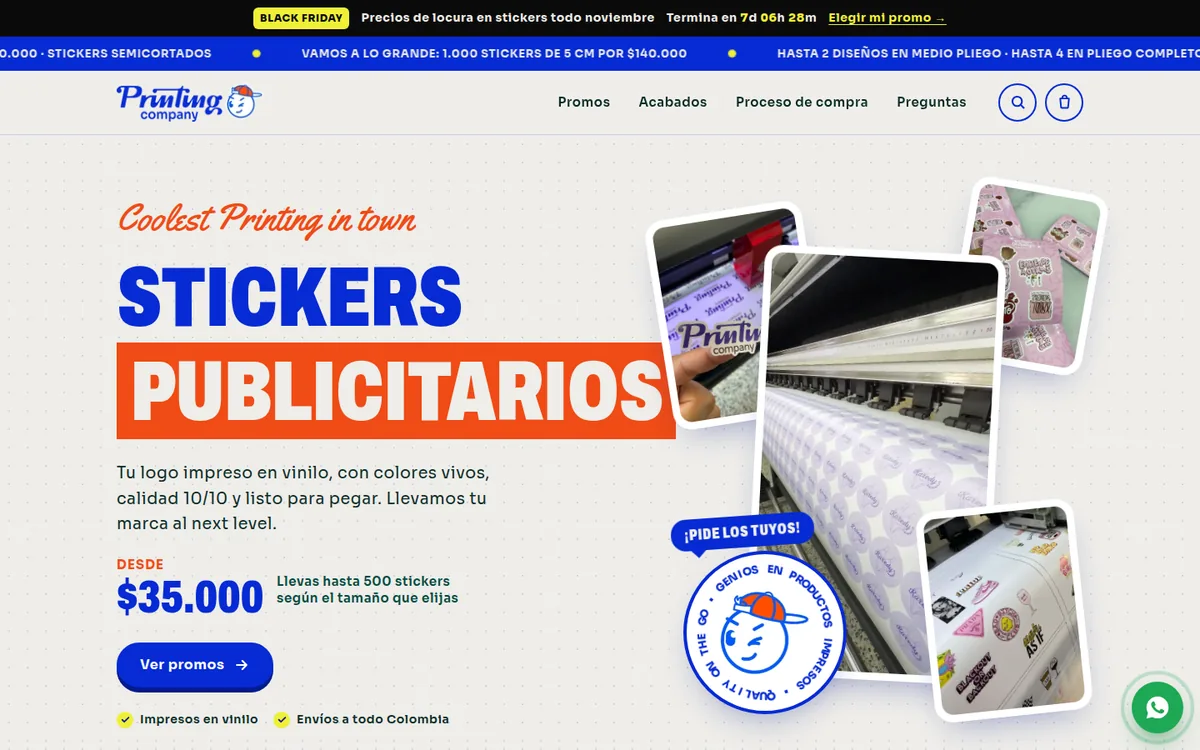 BLACK FRIDAY Precios de locura en stickers todo noviembre Termina en 7d 06h 28m Elegir mi promo →
0.000 · STICKERS SEMICORTADOS VAMOS A LO GRANDE: 1.000 STICKERS DE 5 CM POR $140.000 HASTA 2 DISEÑOS EN MEDIO PLIEGO · HASTA 4 EN PLIEGO COMPLETO
Printing
company
Promos Acabados Proceso de compra Preguntas
Coolest Printing in town
STICKERS
PUBLICITARIOS
Tu logo impreso en vinilo, con colores vivos,
calidad 10/10 y listo para pegar. Llevamos tu
marca al next level.
DESDE
$35.000
Llevas hasta 500 stickers
según el tamaño que elijas
Ver promos →
Impresos en vinilo Envíos a todo Colombia
company
¡PIDE LOS TUYOS!
GENIOS EN PRODUCTOS IMPRESOS · QUALITY ON THE GO ·
AS IF